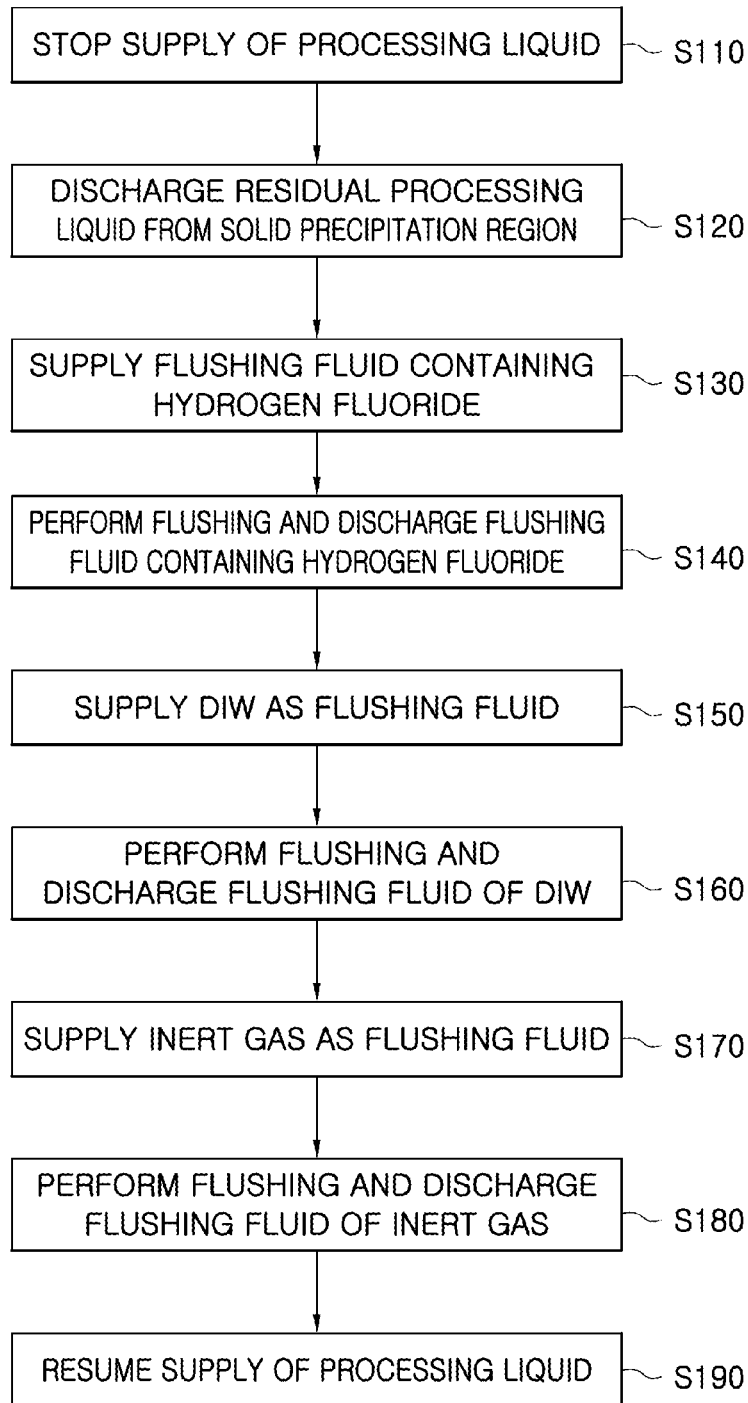 STOP SUPPLY OF PROCESSING LIQUID
S110
DISCHARGE RESIDUAL PROCESSING
LIQUID FROM SOLID PRECIPITATION REGION
S120
SUPPLY FLUSHING FLUID CONTAINING
HYDROGEN FLUORIDE
S130
PERFORM FLUSHING AND DISCHARGE FLUSHING
FLUID CONTAINING HYDROGEN FLUORIDE
S140
SUPPLY DIW AS FLUSHING FLUID
S150
PERFORM FLUSHING AND
DISCHARGE FLUSHING FLUID OF DIW
S160
SUPPLY INERT GAS AS FLUSHING FLUID
S170
PERFORM FLUSHING AND DISCHARGE
FLUSHING FLUID OF INERT GAS
S180
RESUME SUPPLY OF PROCESSING LIQUID
S190